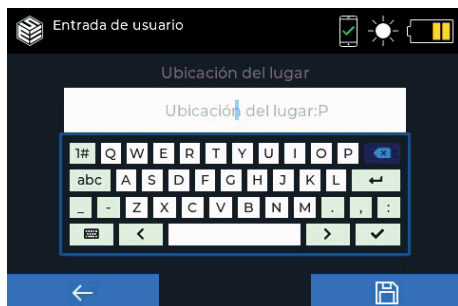 Entrada de usuario
Ubicación del lugar
Ubicación del lugar:P
1# Q W E R T Y U I O P
abc A S D F G H J K L
_ - Z X C V B N M . , :